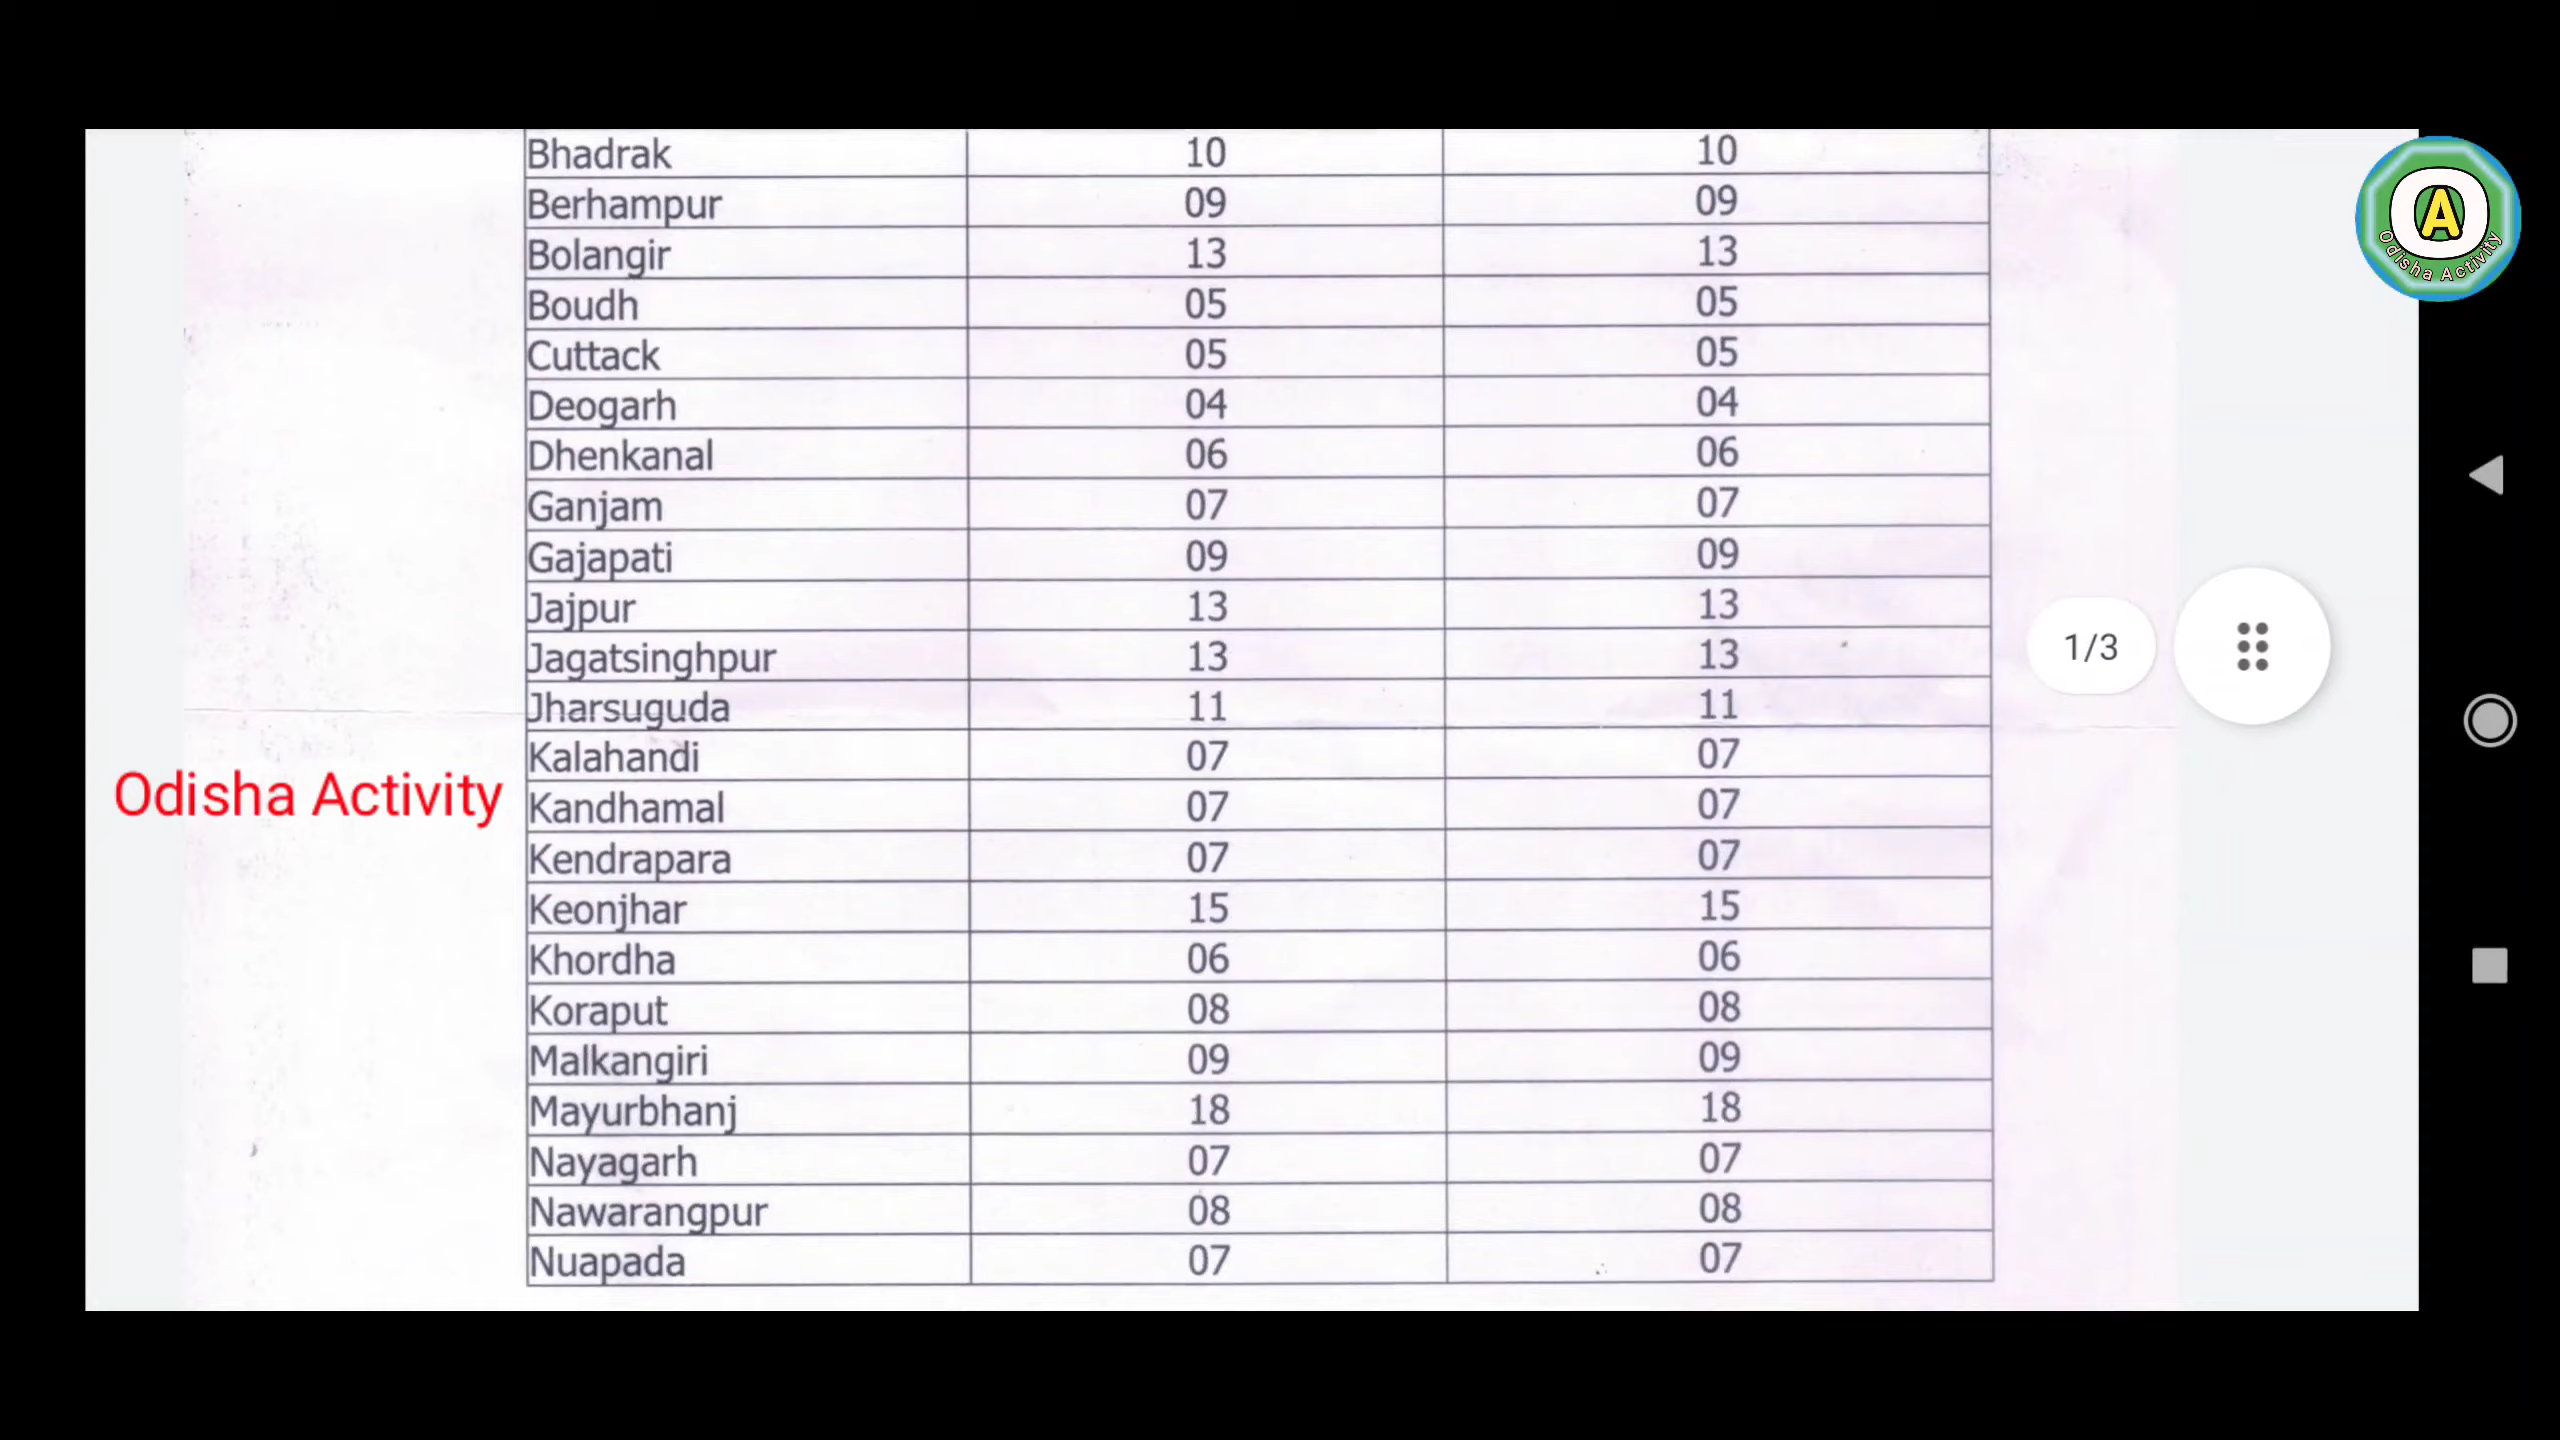 Bhadrak 10 10
Berhampur 09 09
Bolangir 13 13
Boudh 05 05
Cuttack 05 05
Deogarh 04 04
Dhenkanal 06 06
Ganjam 07 07
Gajapati 09 09
Jajpur 13 13
Jagatsinghpur 13 13
Jharsuguda 11 11
Kalahandi 07 07
Kandhamal 07 07
Kendrapara 07 07
Keonjhar 15 15
Khordha 06 06
Koraput 08 08
Malkangiri 09 09
Mayurbhanj 18 18
Nayagarh 07 07
Nawarangpur 08 08
Nuapada 07 07
Odisha Activity
1/3
OA
Odisha Activity